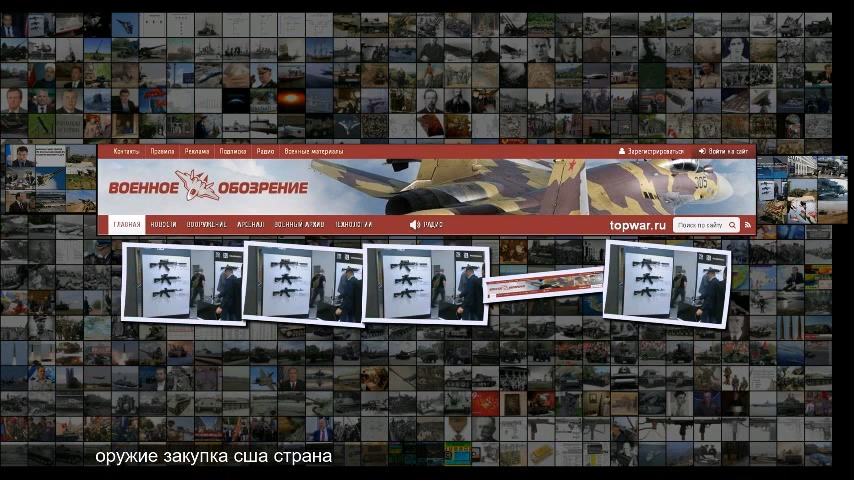 Контакты Правила Реклама Подписка Радио Военные материалы Зарегистрироваться Войти на сайт
ВОЕННОЕ ОБОЗРЕНИЕ
305
ГЛАВНАЯ НОВОСТИ ВООРУЖЕНИЕ АРСЕНАЛ ВОЕННЫЙ АРХИВ ТЕХНОЛОГИИ РАДИО topwar.ru Поиск по сайту
оружие закупка сша страна